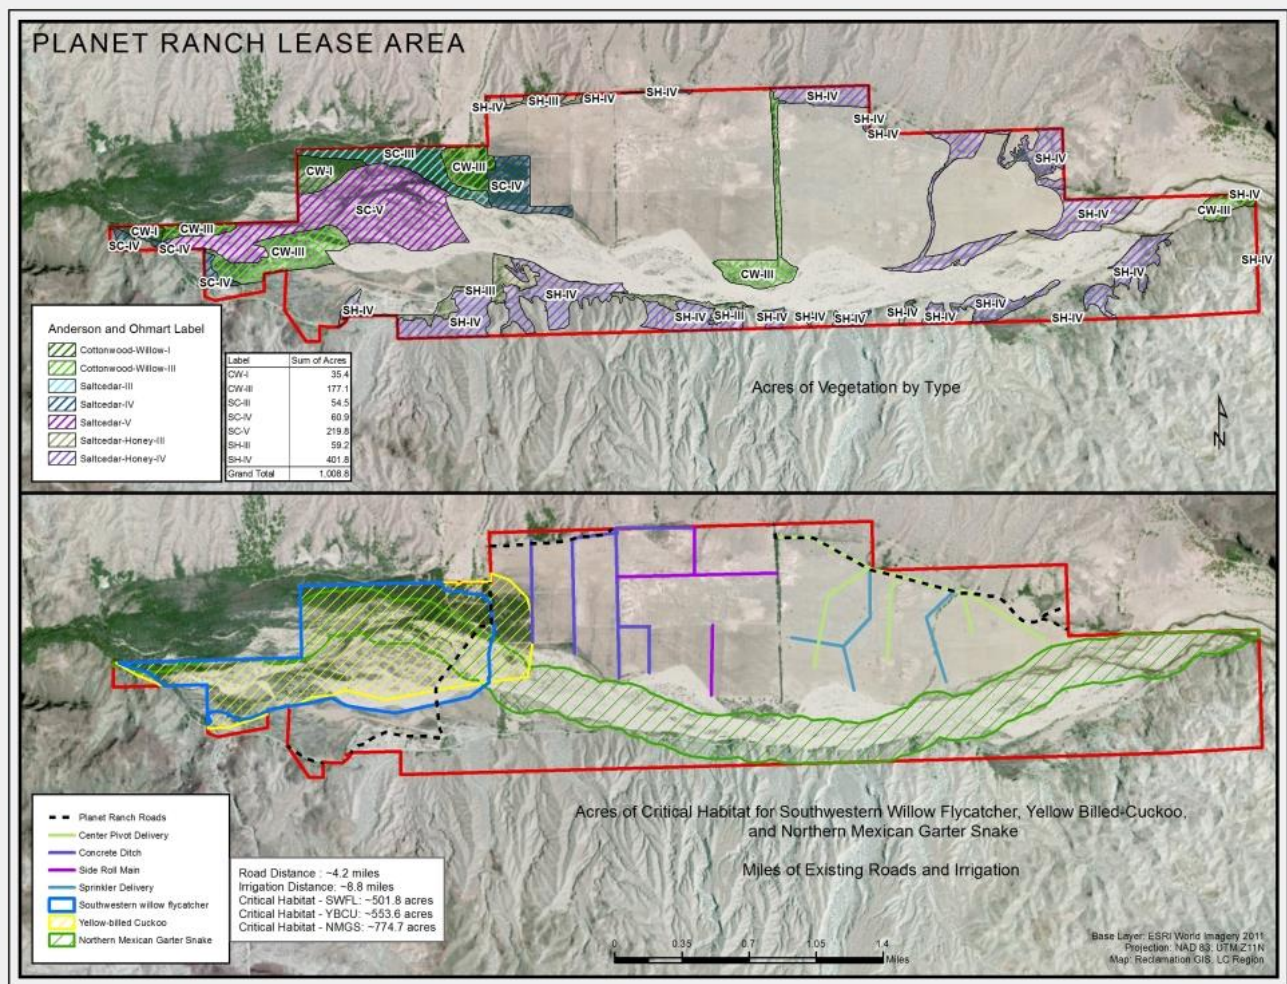 PLANET RANCH LEASE AREA
SH-IV
SH-III
SH-IV
SH-IV
SH-IV
SH-IV
SH-IV
SH-IV
SC-III
CW-III
CW-I
SC-IV
SC-V
SH-IV
CW-III
SH-IV
CW-I
CW-III
SC-IV
SC-IV
CW-III
SH-IV
CW-III
SH-IV
SC-IV
SH-III
SH-IV
SH-IV
SH-IV
SH-IV
SH-IV
SH-III
SH-IV
SH-IV
SH-IV
SH-IV
SH-IV
SH-IV
SH-IV
Anderson and Ohmart Label
Cottonwood-Willow-I
Cottonwood-Willow-III
Saltcedar-III
Saltcedar-IV
Saltcedar-V
Saltcedar-Honey-III
Saltcedar-Honey-IV
Label Sum of Acres
CW-I 35.4
CW-III 177.1
SC-III 54.5
SC-IV 60.9
SC-V 219.8
SH-III 59.2
SH-IV 401.8
Grand Total 1,008.8
Acres of Vegetation by Type
N
Planet Ranch Roads
Center Pivot Delivery
Concrete Ditch
Side Roll Main
Sprinkler Delivery
Southwestern willow flycatcher
Yellow-billed Cuckoo
Northern Mexican Garter Snake
Road Distance : ~4.2 miles
Irrigation Distance: ~8.8 miles
Critical Habitat - SWFL: ~501.8 acres
Critical Habitat - YBCU: ~553.6 acres
Critical Habitat - NMGS: ~774.7 acres
Acres of Critical Habitat for Southwestern Willow Flycatcher, Yellow Billed-Cuckoo,
and Northern Mexican Garter Snake
Miles of Existing Roads and Irrigation
0 0.35 0.7 1.05 1.4
Miles
Base Layer: ESRI World Imagery 2011
Projection: NAD 83; UTM Z11N
Map: Reclamation GIS, LC Region